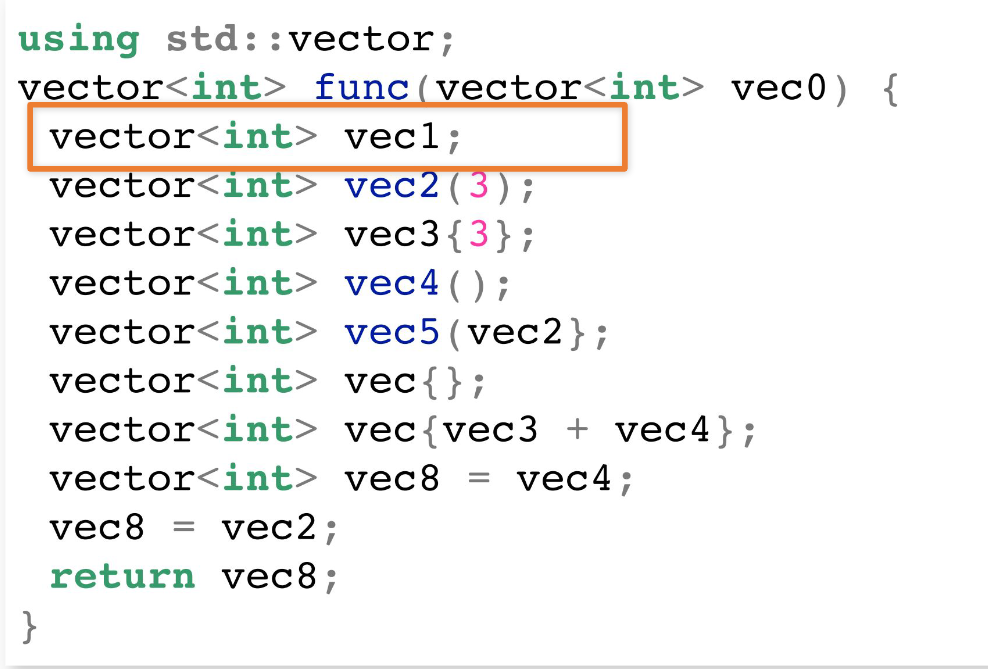 using std::vector;
vector<int> func(vector<int> vec0) {
vector<int> vec1;
vector<int> vec2(3);
vector<int> vec3{3};
vector<int> vec4();
vector<int> vec5(vec2};
vector<int> vec{};
vector<int> vec{vec3 + vec4};
vector<int> vec8 = vec4;
vec8 = vec2;
return vec8;
}